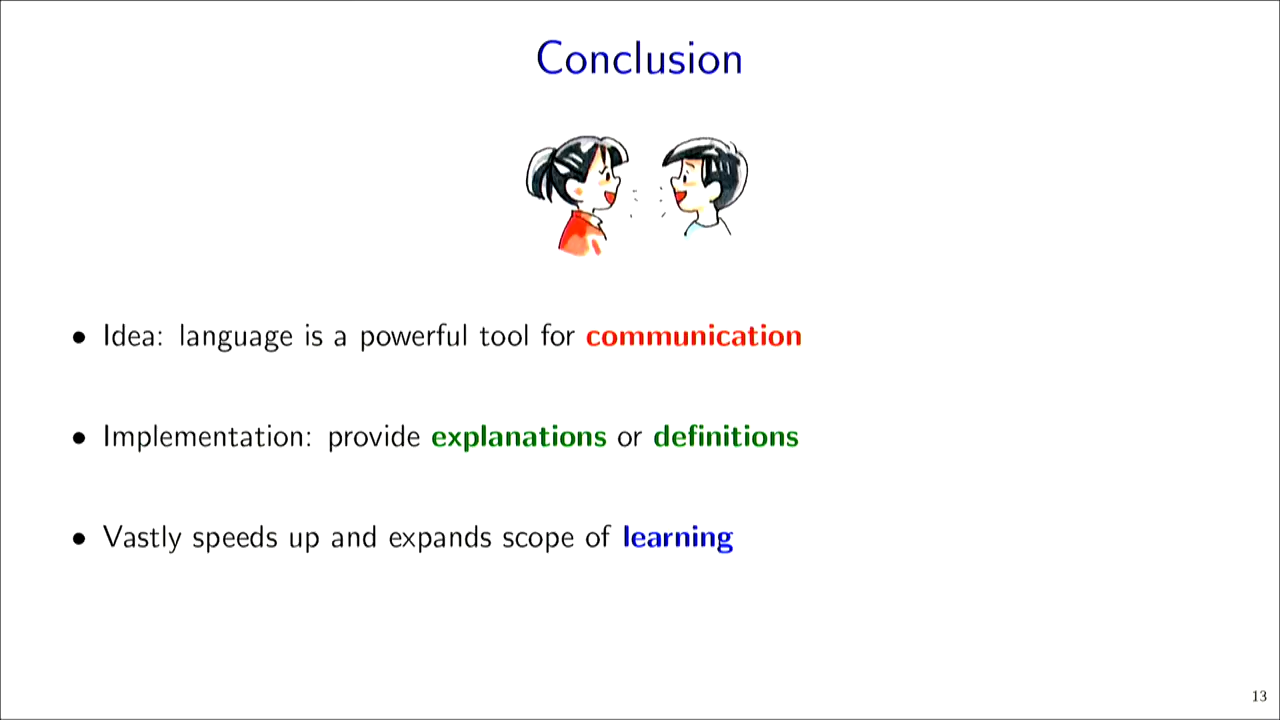 Conclusion
• Idea: language is a powerful tool for communication
• Implementation: provide explanations or definitions
• Vastly speeds up and expands scope of learning
13